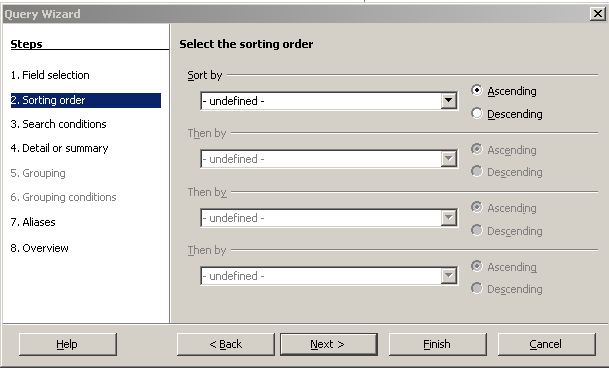 Query Wizard
Steps
1. Field selection
2. Sorting order
3. Search conditions
4. Detail or summary
5. Grouping
6. Grouping conditions
7. Aliases
8. Overview
Select the sorting order
Sort by
- undefined -
Ascending
Descending
Then by
- undefined -
Ascending
Descending
Then by
- undefined -
Ascending
Descending
Then by
- undefined -
Ascending
Descending
Help
< Back
Next >
Finish
Cancel